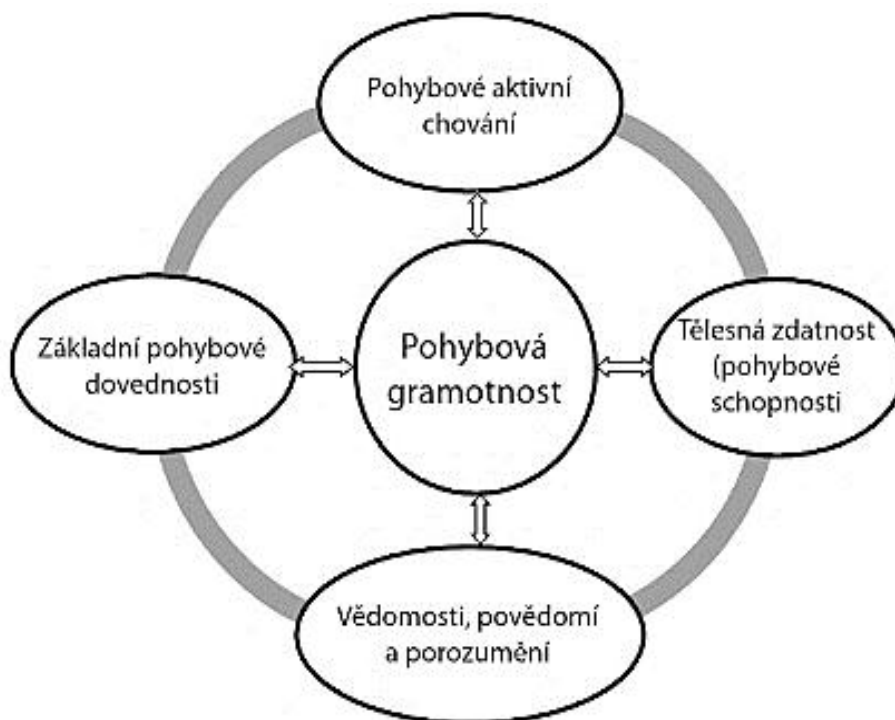 Pohybové aktivní
chování
Základní pohybové
dovednosti
Pohybová
gramotnost
Tělesná zdatnost
(pohybové
schopnosti
Vědomosti, povědomí
a porozumění